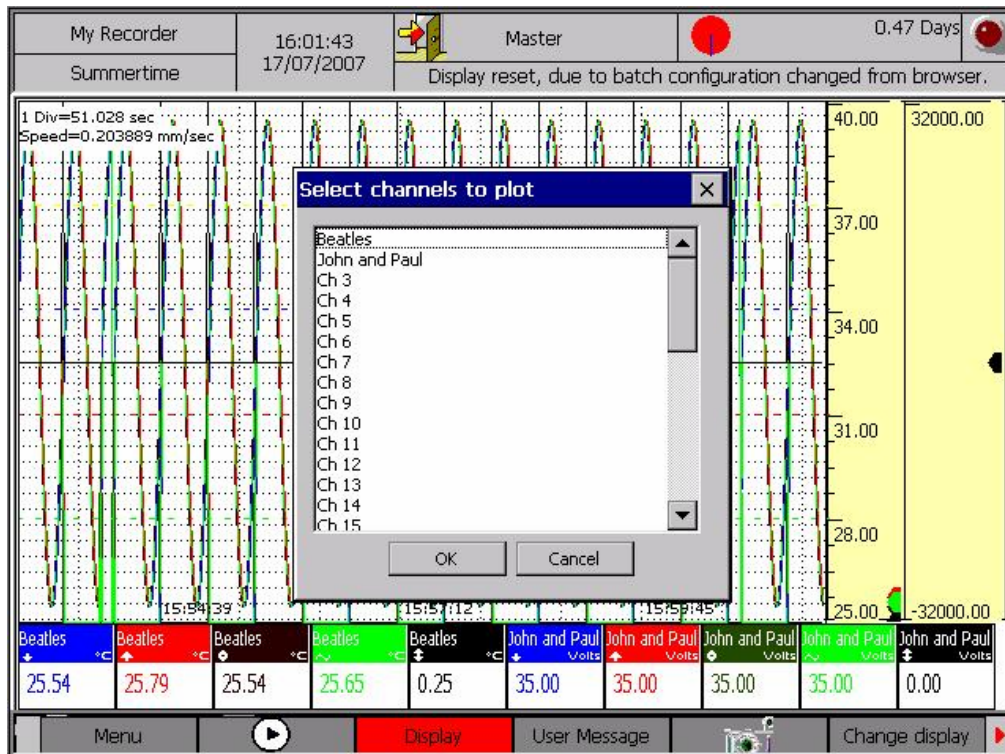 My Recorder
Summertime
16:01:43
17/07/2007
Master
0.47 Days
Display reset, due to batch configuration changed from browser.
1 Div=51.028 sec
Speed=0.203889 mm/sec
Select channels to plot
Beatles
John and Paul
Ch 3
Ch 4
Ch 5
Ch 6
Ch 7
Ch 8
Ch 9
Ch 10
Ch 11
Ch 12
Ch 13
Ch 14
Ch 15
OK
Cancel
40.00
37.00
34.00
31.00
28.00
25.00
32000.00
-32000.00
15:54:39
15:57:12
15:59:45
Beatles
°C
25.54
Beatles
°C
25.79
Beatles
°C
25.54
Beatles
°C
25.65
Beatles
°C
0.25
John and Paul
Volts
35.00
John and Paul
Volts
35.00
John and Paul
Volts
35.00
John and Paul
Volts
35.00
John and Paul
Volts
0.00
Menu
Display
User Message
Change display